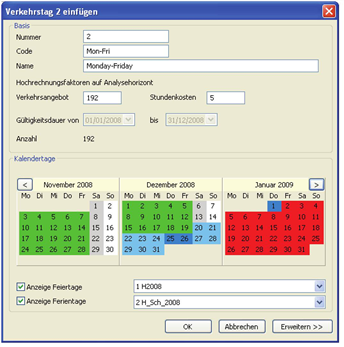 Verkehrstag 2 einfügen
Basis
Nummer 2
Code Mon-Fri
Name Monday-Friday
Hochrechnungsfaktoren auf Analysehorizont
Verkehrsangebot 192 Stundenkosten 5
Gültigkeitsdauer von 01/01/2008 bis 31/12/2008
Anzahl 192
Kalendertage
< November 2008 Dezember 2008 Januar 2009 >
Mo Di Mi Do Fr Sa So Mo Di Mi Do Fr Sa So Mo Di Mi Do Fr Sa So
1 2 1 2 3 4 5 6 7 1 2 3 4
3 4 5 6 7 8 9 8 9 10 11 12 13 14 5 6 7 8 9 10 11
10 11 12 13 14 15 16 15 16 17 18 19 20 21 12 13 14 15 16 17 18
17 18 19 20 21 22 23 22 23 24 25 26 27 28 19 20 21 22 23 24 25
24 25 26 27 28 29 30 29 30 31 26 27 28 29 30 31
Anzeige Feiertage 1 H2008
Anzeige Ferientage 2 H_Sch_2008
OK Abbrechen Erweitern >>